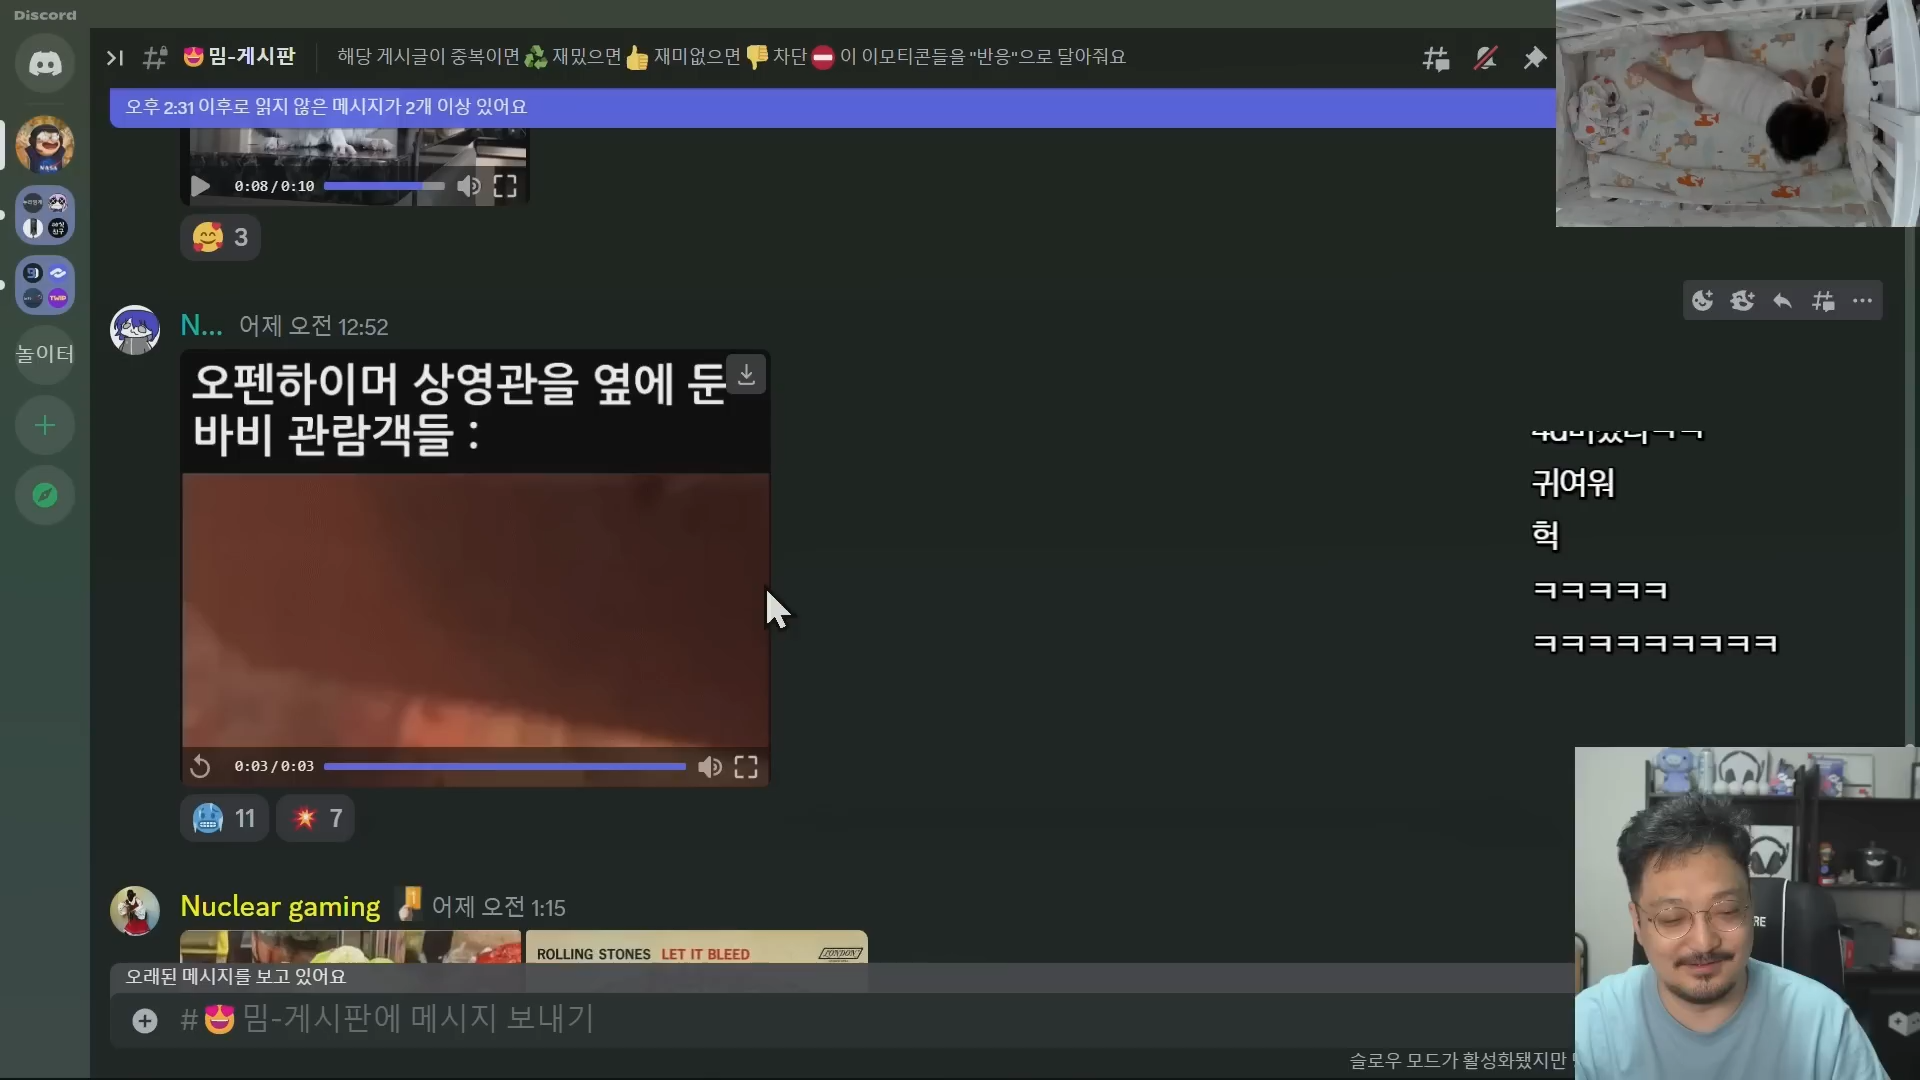 Discord
밈-게시판
해당 게시글이 중복이면 재밌으면 재미없으면 차단 이 이모티콘들을 "반응"으로 달아줘요
오후 2:31 이후로 읽지 않은 메시지가 2개 이상 있어요
0:08/0:10
3
N... 어제 오전 12:52
놀이터
오펜하이머 상영관을 옆에 둔
바비 관람객들 :
귀여워
헉
ㅋㅋㅋㅋㅋ
ㅋㅋㅋㅋㅋㅋㅋㅋㅋ
0:03/0:03
11
7
Nuclear gaming 어제 오전 1:15
ROLLING STONES LET IT BLEED
LONDON
오래된 메시지를 보고 있어요
#밈-게시판에 메시지 보내기
슬로우 모드가 활성화됐지만
NASA
TWIP